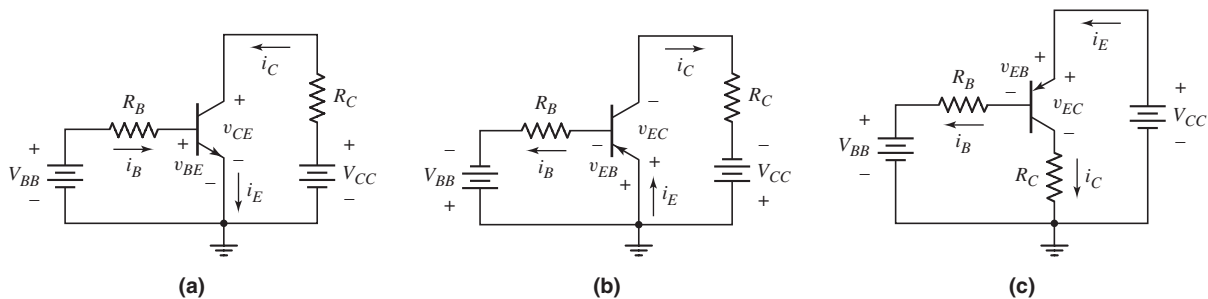 i_C
R_C
R_B
+
v_CE
+
i_B
+
v_BE
−
−
V_BB
−
i_E
+
V_CC
−
(a)
i_C
R_C
R_B
−
v_EC
−
i_B
−
v_EB
+
+
V_BB
+
i_E
−
V_CC
+
(b)
i_E
+
v_EB
+
−
R_B
v_EC
+
i_B
−
V_BB
−
+
V_CC
−
R_C
i_C
(c)